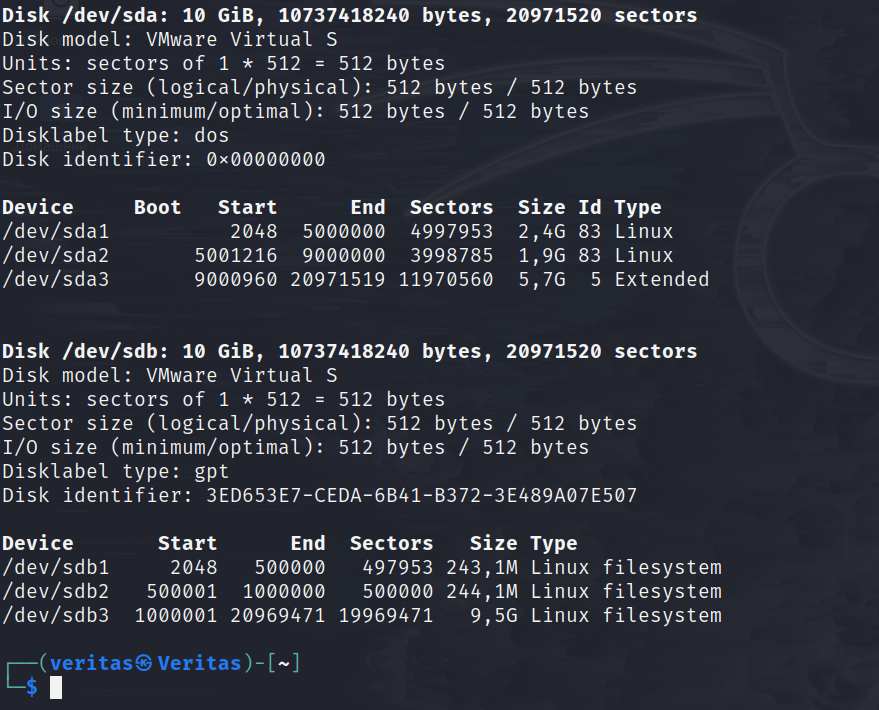 Disk /dev/sda: 10 GiB, 10737418240 bytes, 20971520 sectors
Disk model: VMware Virtual S
Units: sectors of 1 * 512 = 512 bytes
Sector size (logical/physical): 512 bytes / 512 bytes
I/O size (minimum/optimal): 512 bytes / 512 bytes
Disklabel type: dos
Disk identifier: 0×00000000
Device     Boot   Start      End  Sectors  Size Id Type
/dev/sda1          2048  5000000  4997953  2,4G 83 Linux
/dev/sda2       5001216  9000000  3998785  1,9G 83 Linux
/dev/sda3       9000960 20971519 11970560  5,7G  5 Extended
Disk /dev/sdb: 10 GiB, 10737418240 bytes, 20971520 sectors
Disk model: VMware Virtual S
Units: sectors of 1 * 512 = 512 bytes
Sector size (logical/physical): 512 bytes / 512 bytes
I/O size (minimum/optimal): 512 bytes / 512 bytes
Disklabel type: gpt
Disk identifier: 3ED653E7-CEDA-6B41-B372-3E489A07E507
Device       Start      End  Sectors   Size Type
/dev/sdb1     2048   500000   497953 243,1M Linux filesystem
/dev/sdb2   500001  1000000   500000 244,1M Linux filesystem
/dev/sdb3  1000001 20969471 19969471   9,5G Linux filesystem
┌──(veritas㉿Veritas)-[~]
└─$